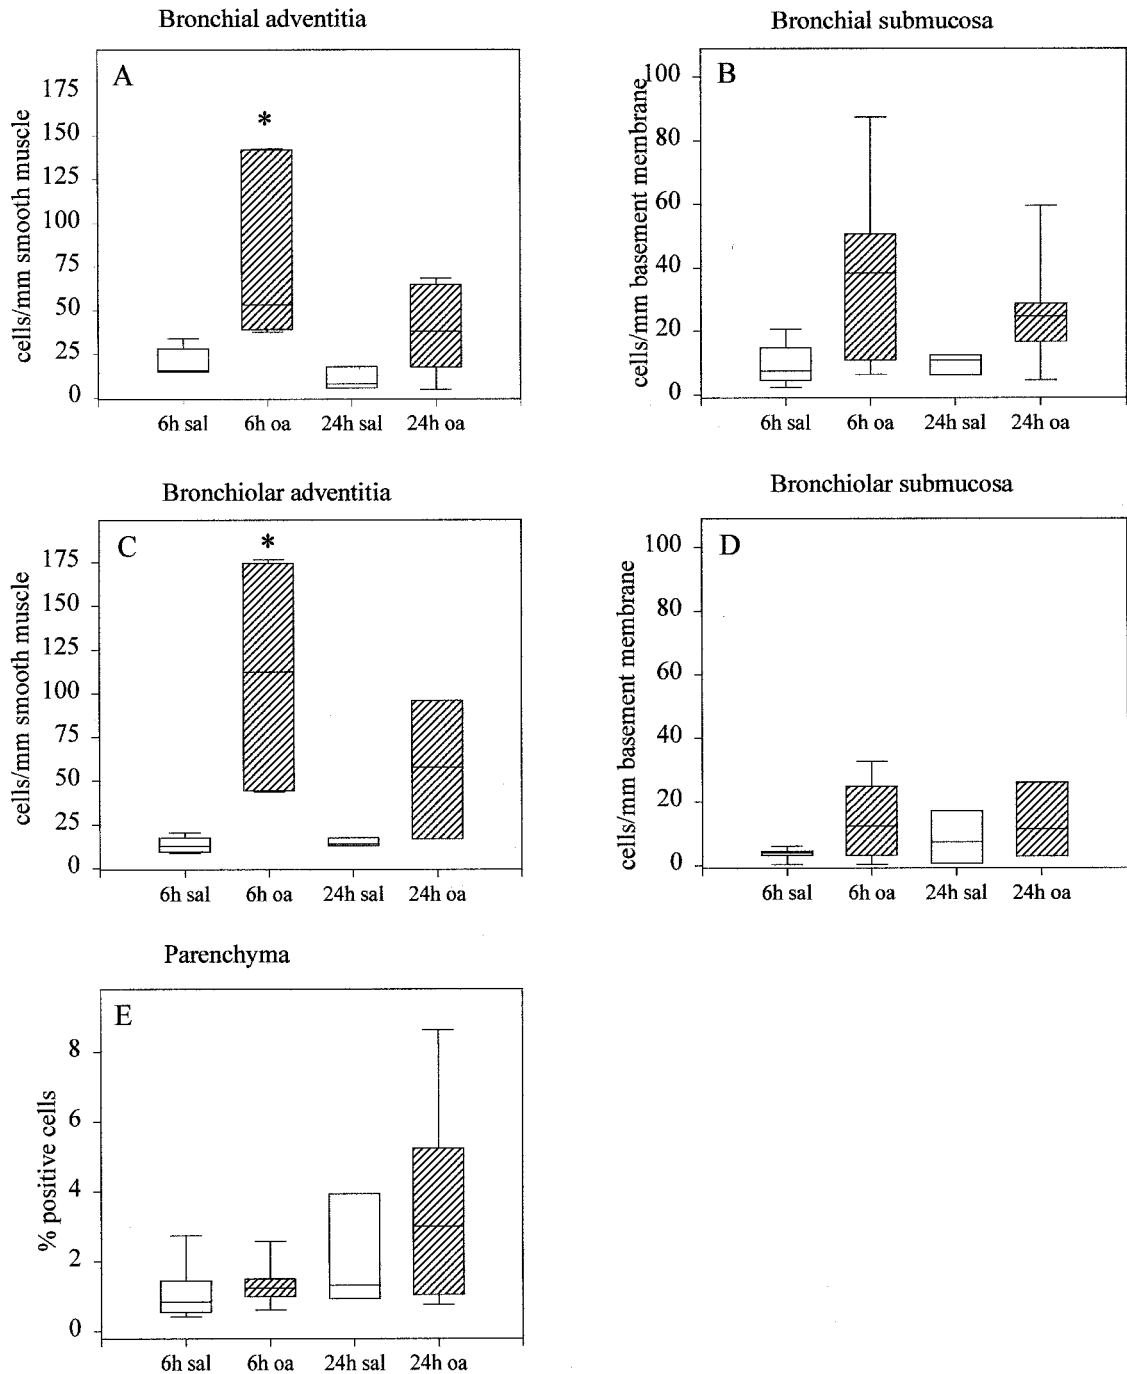 Bronchial adventitia
A
*
cells/mm smooth muscle
175
150
125
100
75
50
25
0
6h sal 6h oa 24h sal 24h oa
Bronchial submucosa
B
cells/mm basement membrane
100
80
60
40
20
0
6h sal 6h oa 24h sal 24h oa
Bronchiolar adventitia
C
*
cells/mm smooth muscle
175
150
125
100
75
50
25
0
6h sal 6h oa 24h sal 24h oa
Bronchiolar submucosa
D
cells/mm basement membrane
100
80
60
40
20
0
6h sal 6h oa 24h sal 24h oa
Parenchyma
E
% positive cells
8
6
4
2
0
6h sal 6h oa 24h sal 24h oa